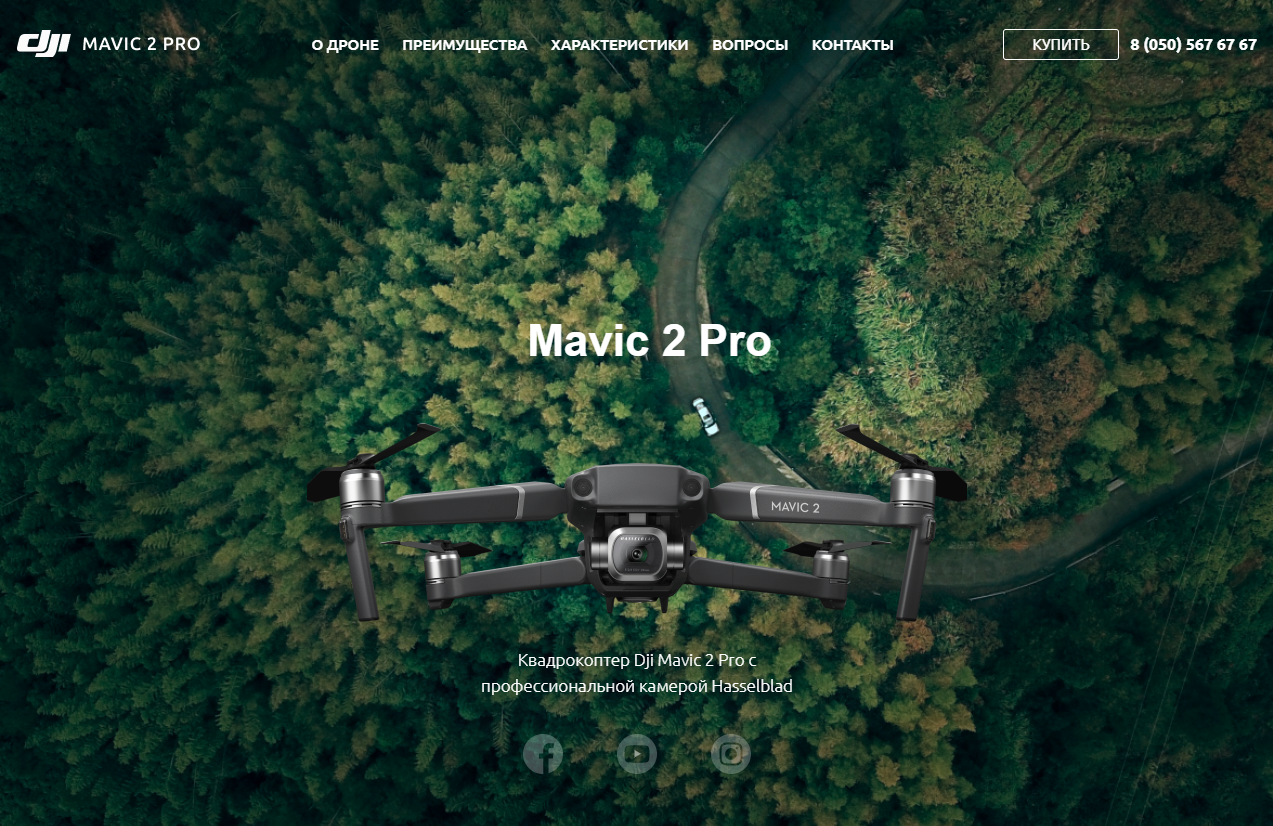 dji MAVIC 2 PRO
О ДРОНЕ ПРЕИМУЩЕСТВА ХАРАКТЕРИСТИКИ ВОПРОСЫ КОНТАКТЫ
КУПИТЬ 8 (050) 567 67 67
Mavic 2 Pro
MAVIC 2
HASSELBLAD
Квадрокоптер Dji Mavic 2 Pro с
профессиональной камерой Hasselblad